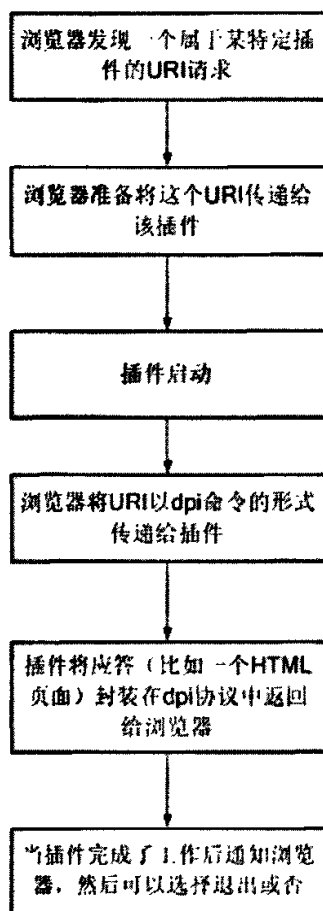 浏览器发现一个属于某特定插
件的URI请求
浏览器准备将这个URI传递给
该插件
插件启动
浏览器将URI以dpi命令的形式
传递给插件
插件将应答（比如一个HTML
页面）封装在dpi协议中返回
给浏览器
当插件完成了工作后通知浏览
器，然后可以选择退出或否